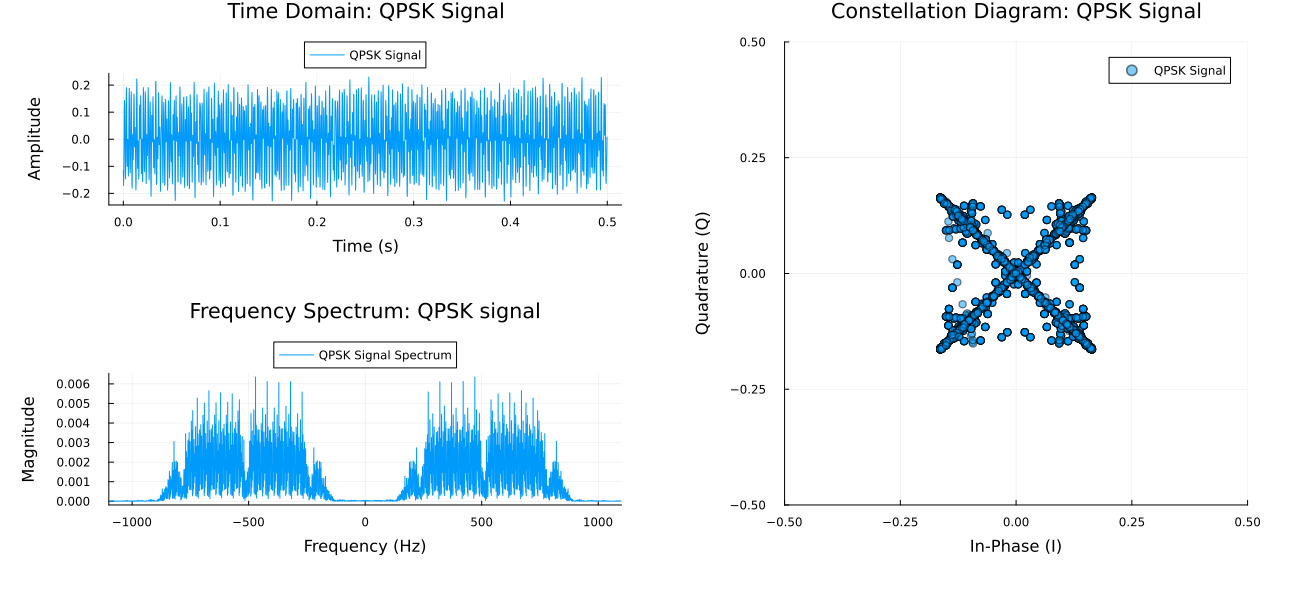 Time Domain: QPSK Signal
QPSK Signal
Amplitude
0.2
0.1
0.0
−0.1
−0.2
0.0 0.1 0.2 0.3 0.4 0.5
Time (s)
Frequency Spectrum: QPSK signal
QPSK Signal Spectrum
Magnitude
0.006
0.005
0.004
0.003
0.002
0.001
0.000
−1000 −500 0 500 1000
Frequency (Hz)
Constellation Diagram: QPSK Signal
QPSK Signal
Quadrature (Q)
0.50
0.25
0.00
−0.25
−0.50
−0.50 −0.25 0.00 0.25 0.50
In-Phase (I)